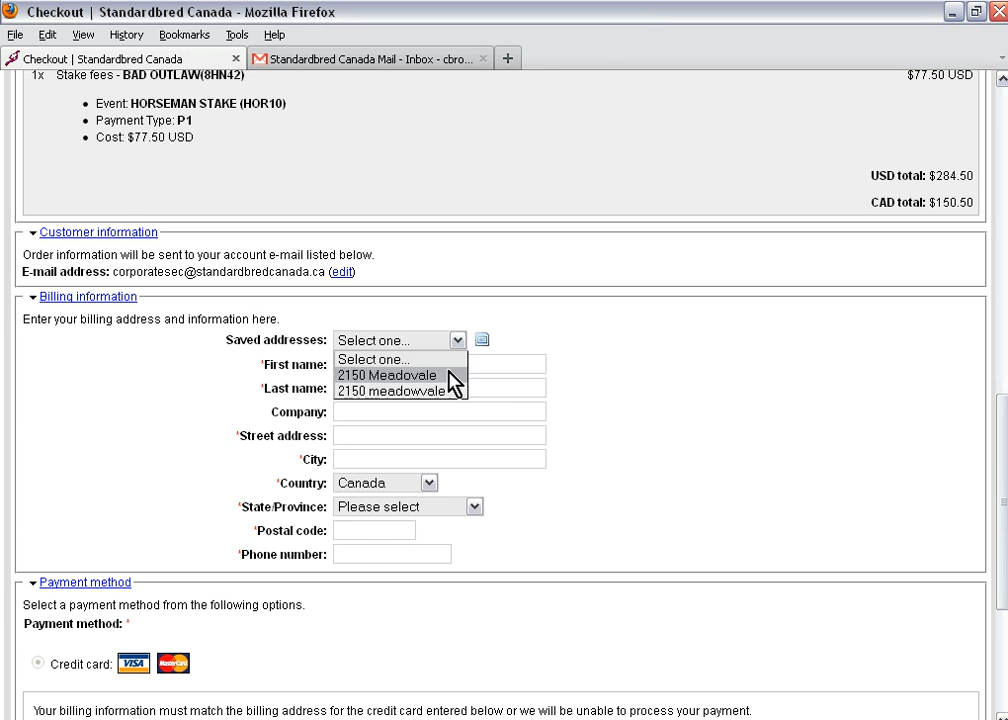 Checkout | Standardbred Canada - Mozilla Firefox
File Edit View History Bookmarks Tools Help
Checkout | Standardbred Canada × Standardbred Canada Mail - Inbox - cbro... × +
1x Stake fees - BAD OUTLAW(8HN42) $77.50 USD
• Event: HORSEMAN STAKE (HOR10)
• Payment Type: P1
• Cost: $77.50 USD
USD total: $284.50
CAD total: $150.50
Customer information
Order information will be sent to your account e-mail listed below.
E-mail address: corporatesec@standardbredcanada.ca (edit)
Billing information
Enter your billing address and information here.
Saved addresses: Select one...
Select one...
*First name:
2150 Meadovale
*Last name:
2150 meadowvale
Company:
*Street address:
*City:
*Country: Canada
*State/Province: Please select
*Postal code:
*Phone number:
Payment method
Select a payment method from the following options.
Payment method: *
Credit card: VISA MasterCard
Your billing information must match the billing address for the credit card entered below or we will be unable to process your payment.